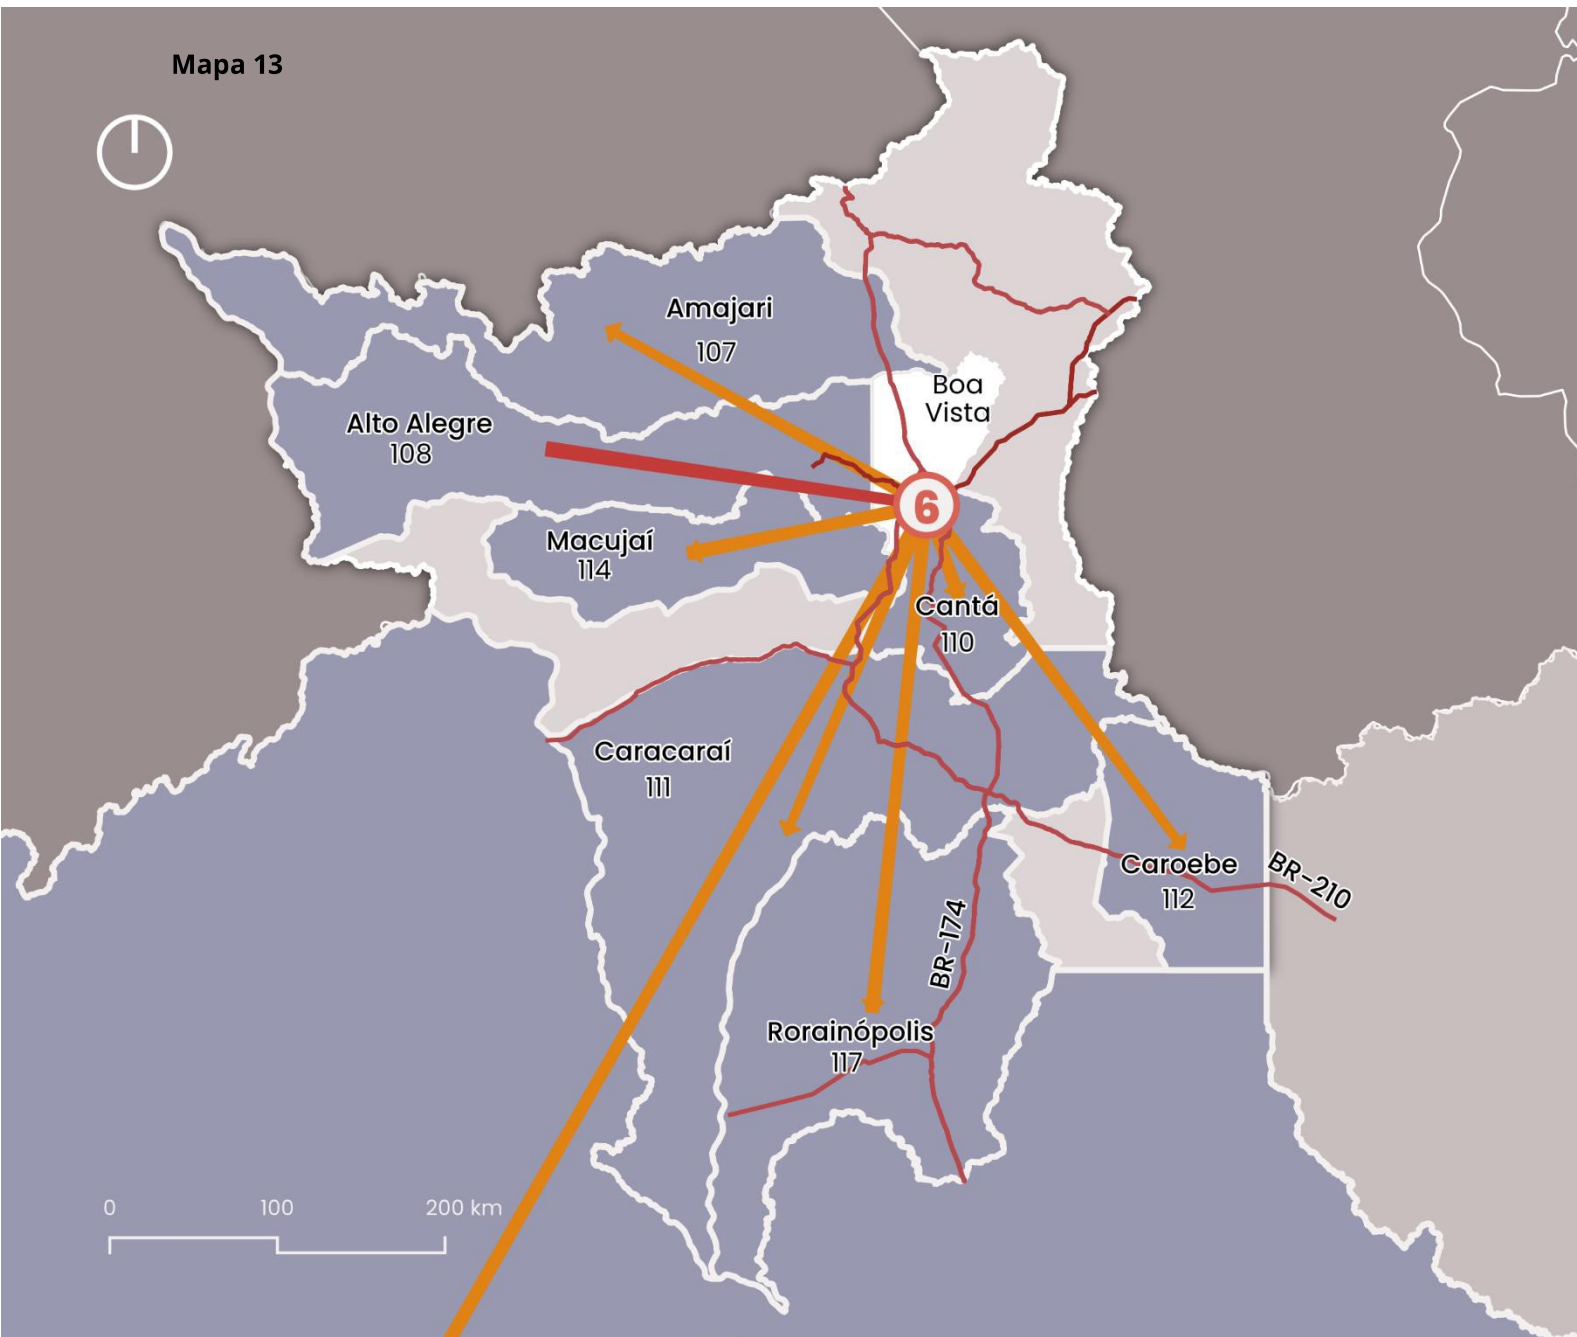 Mapa 13
Amajari
107
Boa
Vista
Alto Alegre
108
6
Macujaí
114
Cantá
110
Caracaraí
111
Caroebe
112
BR-210
BR-174
Rorainópolis
117
0 100 200 km